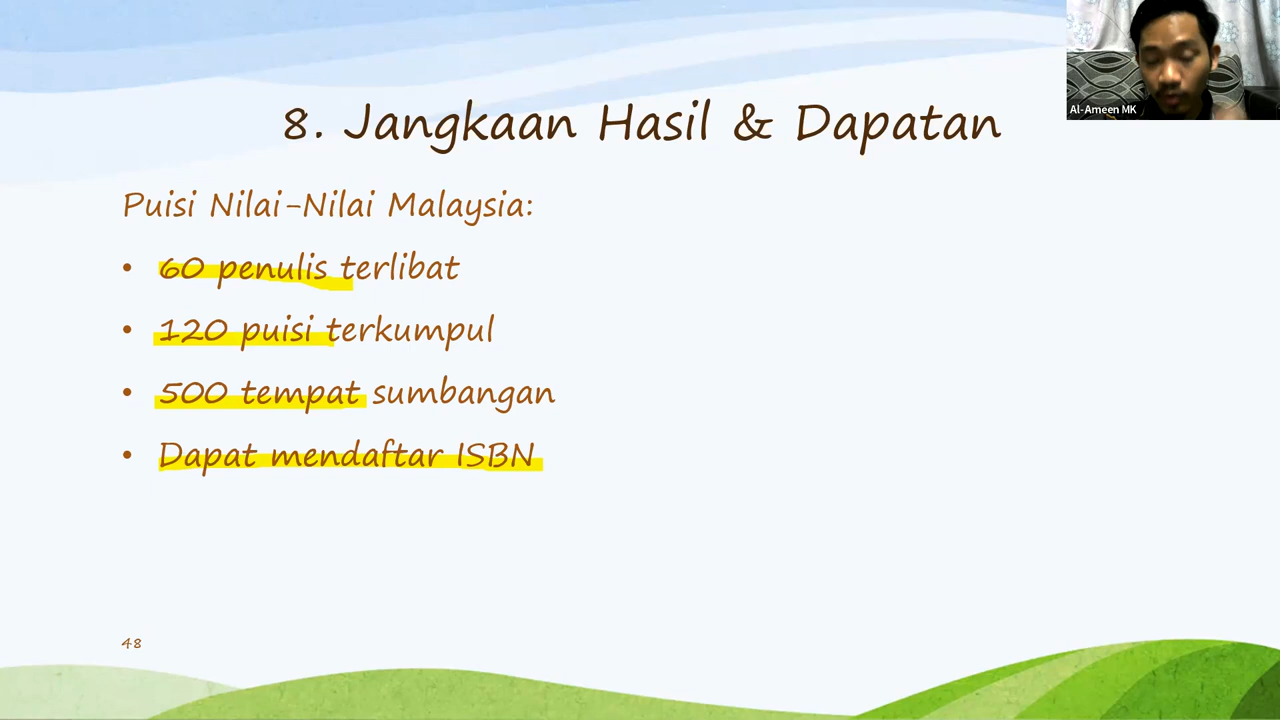 Al-Ameen MK
8. Jangkaan Hasil & Dapatan
Puisi Nilai-Nilai Malaysia:
• 60 penulis terlibat
• 120 puisi terkumpul
• 500 tempat sumbangan
• Dapat mendaftar ISBN
48